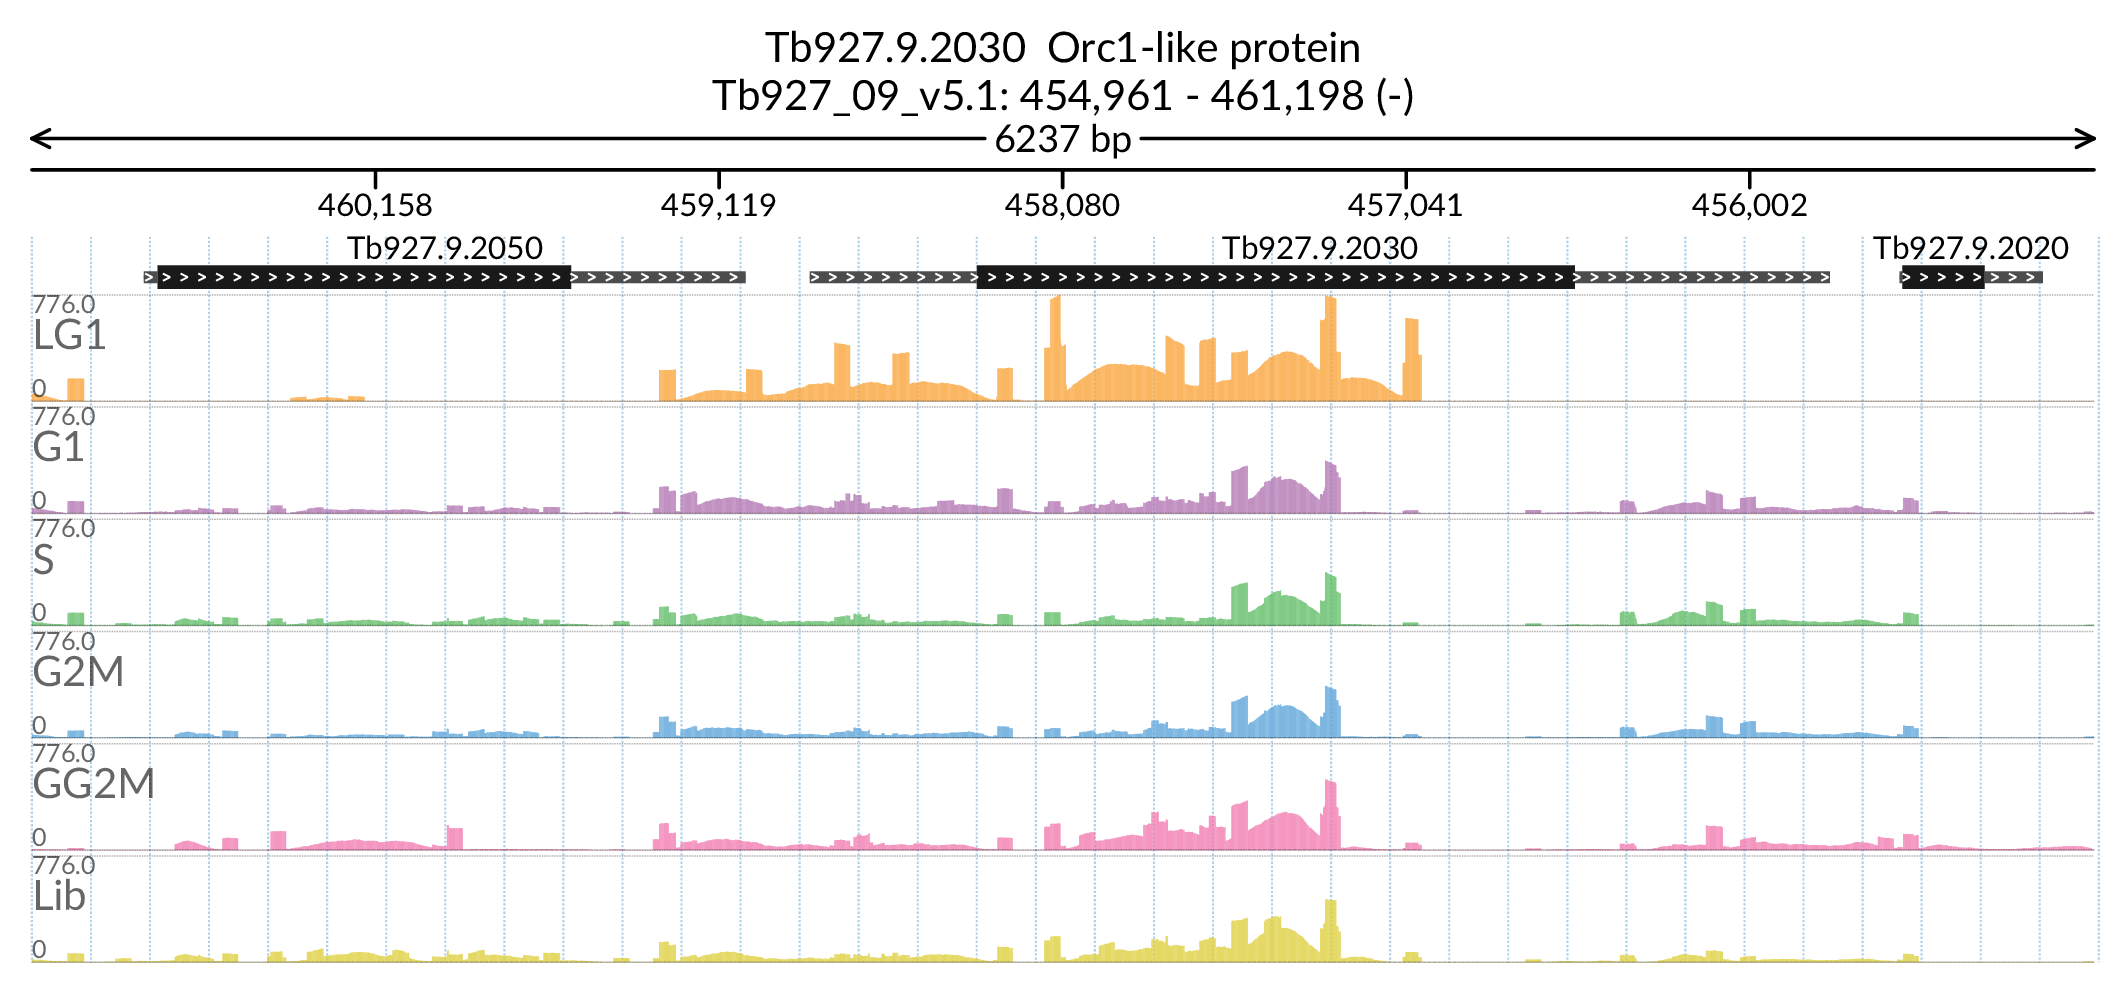 Tb927.9.2030 Orc1-like protein
Tb927_09_v5.1: 454,961 - 461,198 (-)
6237 bp
460,158 459,119 458,080 457,041 456,002
Tb927.9.2050 Tb927.9.2030 Tb927.9.2020
776.0
LG1
0
776.0
G1
0
776.0
S
0
776.0
G2M
0
776.0
GG2M
0
776.0
Lib
0